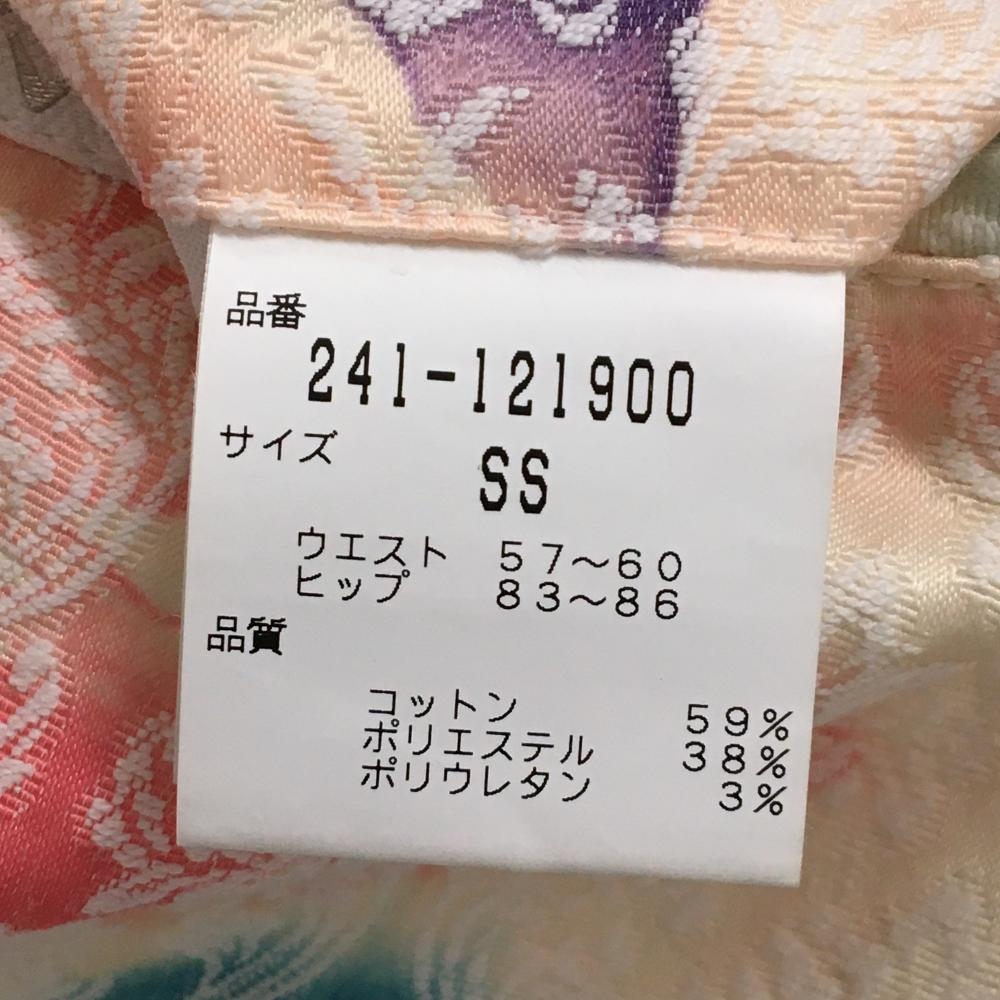 品番
241-121900
サイズ
SS
ウエスト 57〜60
ヒップ 83〜86
品質
コットン 59%
ポリエステル 38%
ポリウレタン 3%